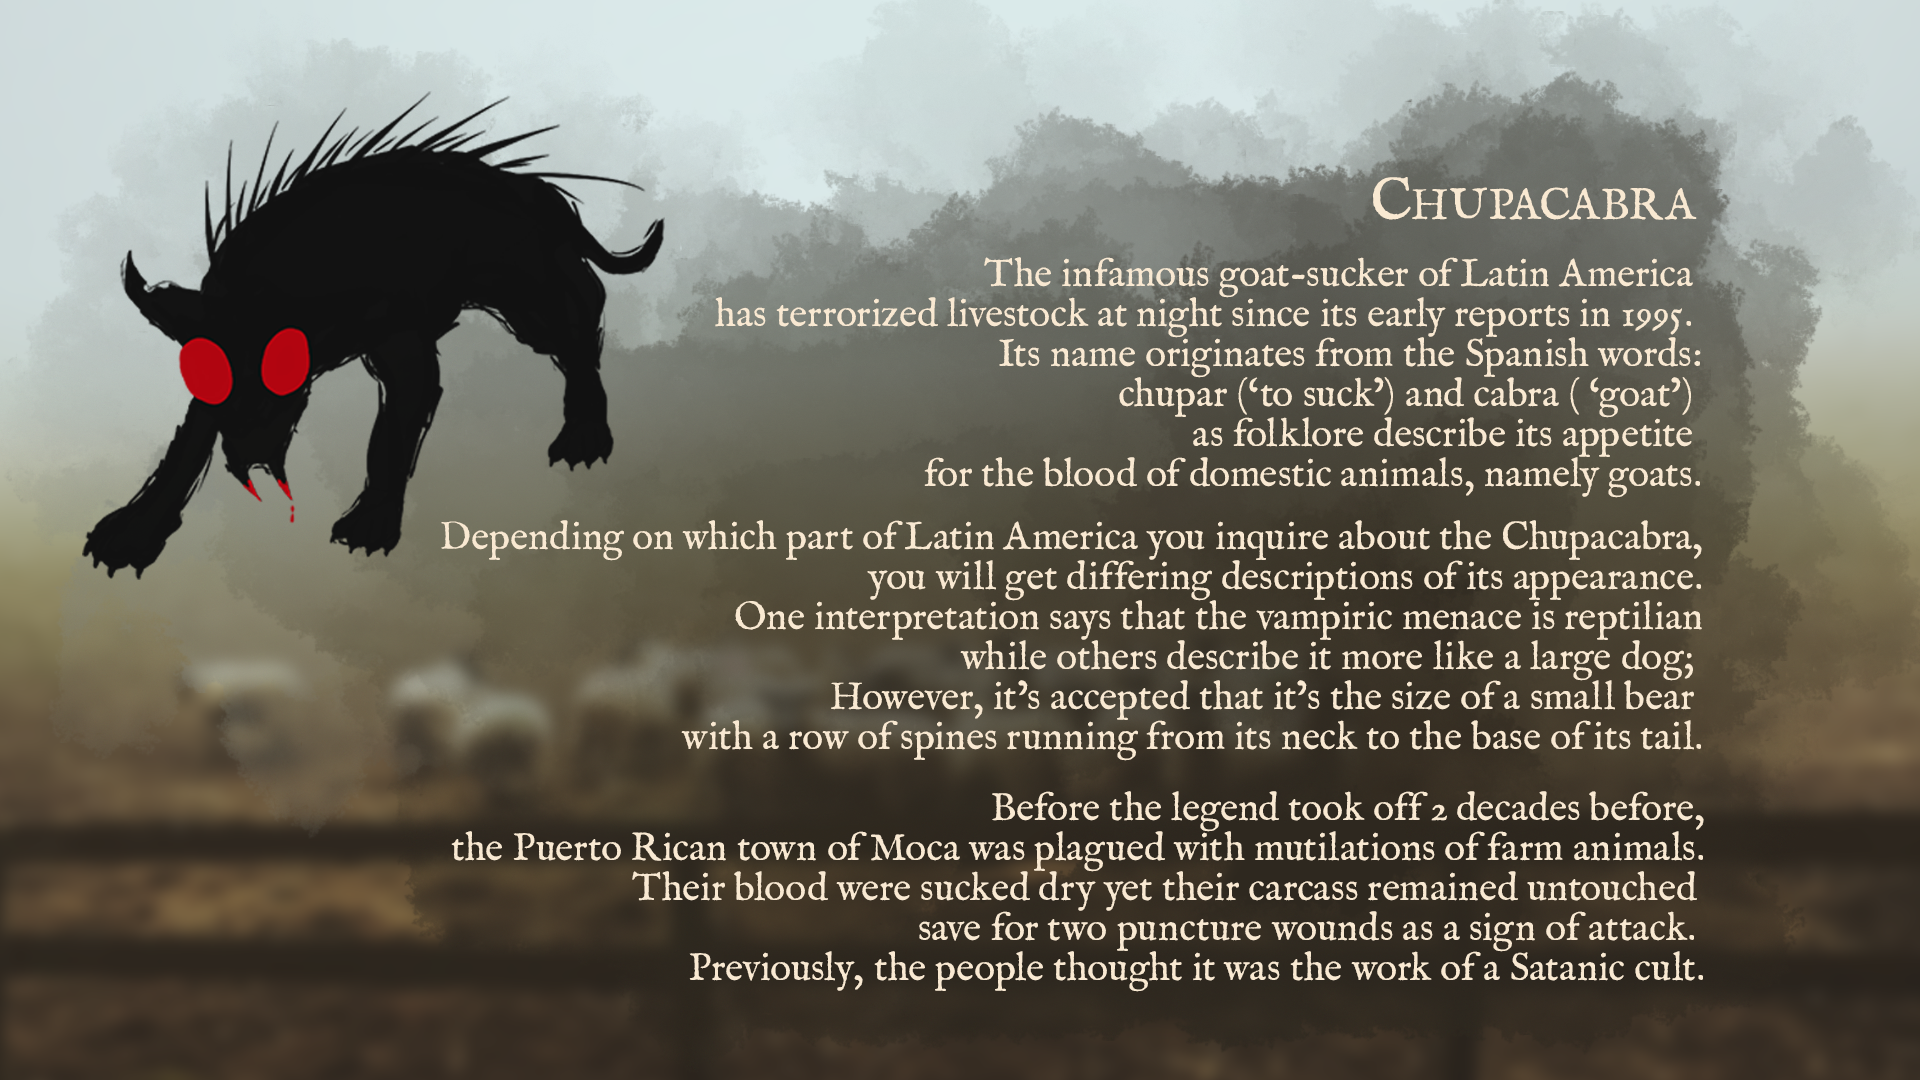 Chupacabra
The infamous goat-sucker of Latin America
has terrorized livestock at night since its early reports in 1995.
Its name originates from the Spanish words:
chupar (‘to suck’) and cabra ( ‘goat’)
as folklore describe its appetite
for the blood of domestic animals, namely goats.
Depending on which part of Latin America you inquire about the Chupacabra,
you will get differing descriptions of its appearance.
One interpretation says that the vampiric menace is reptilian
while others describe it more like a large dog;
However, it’s accepted that it’s the size of a small bear
with a row of spines running from its neck to the base of its tail.
Before the legend took off 2 decades before,
the Puerto Rican town of Moca was plagued with mutilations of farm animals.
Their blood were sucked dry yet their carcass remained untouched
save for two puncture wounds as a sign of attack.
Previously, the people thought it was the work of a Satanic cult.